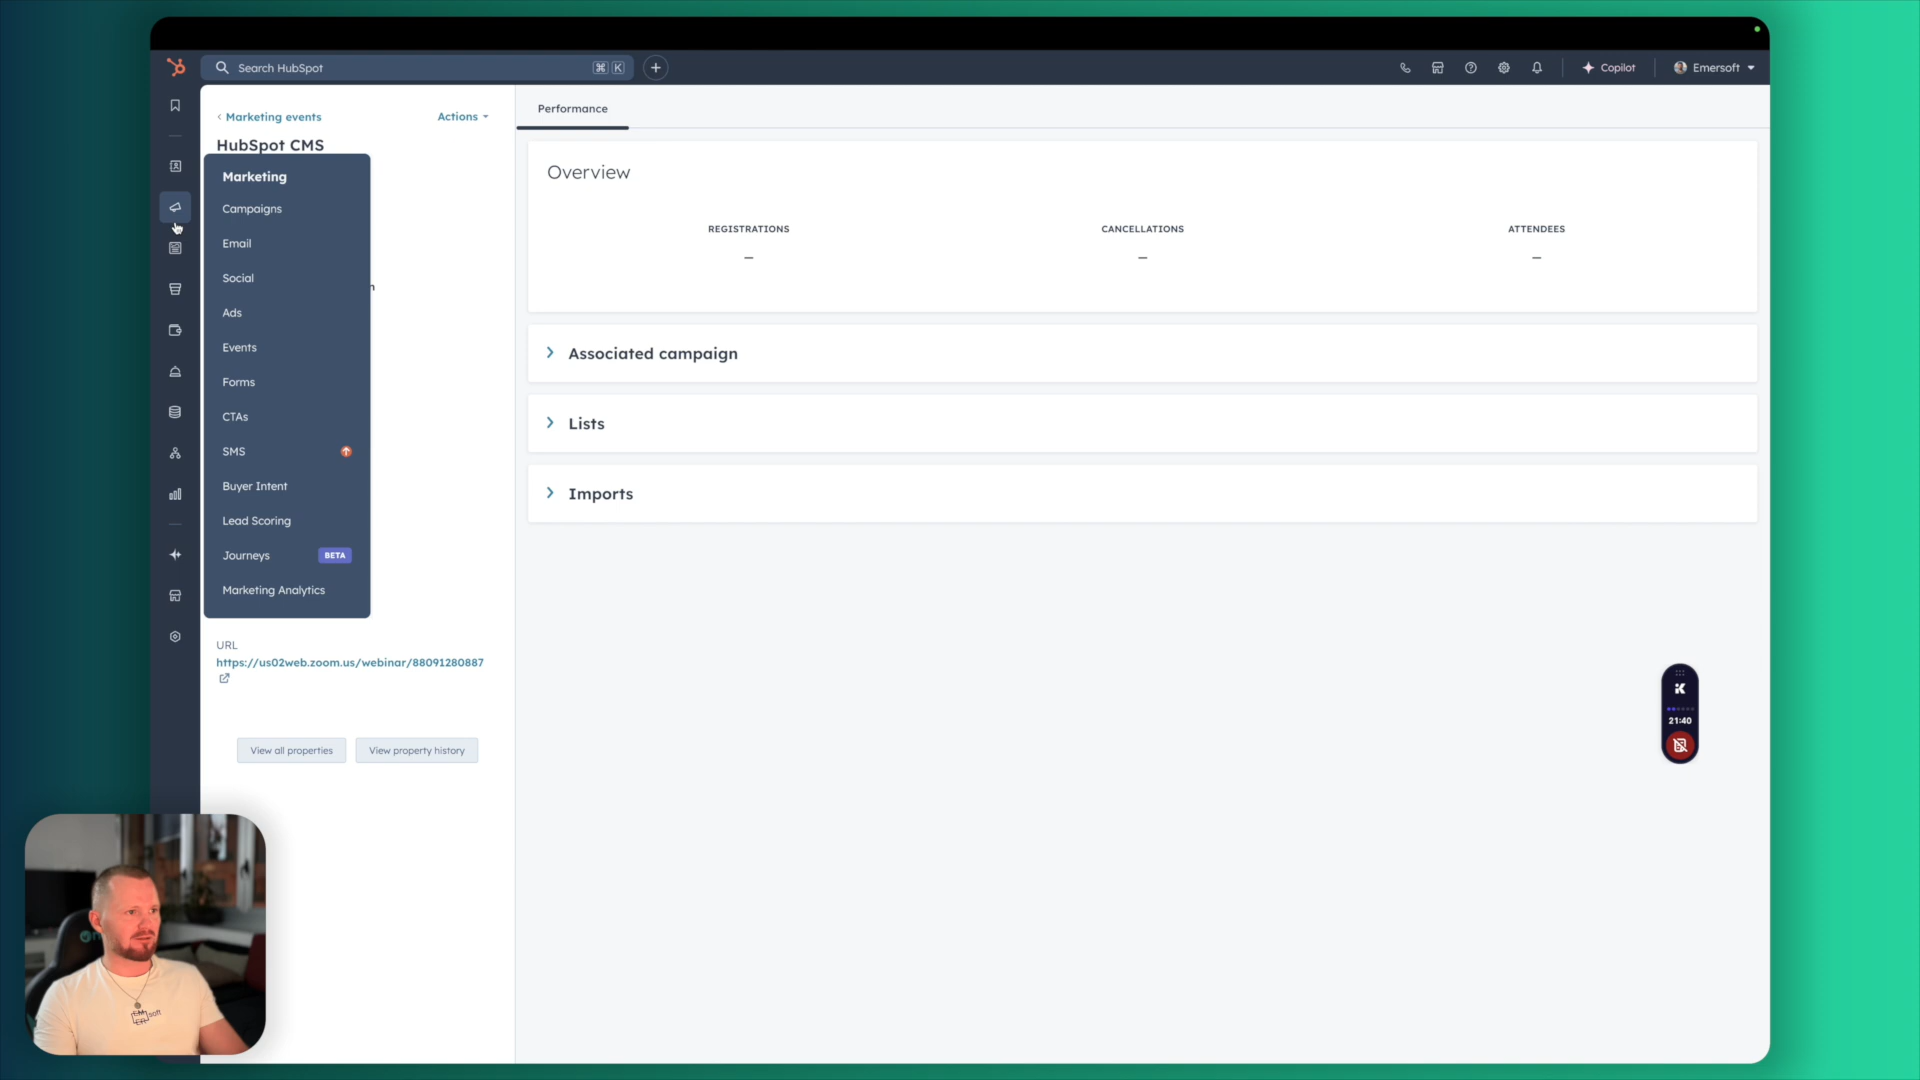 Search HubSpot
⌘ K
Copilot
Emersoft
Marketing events
Actions
HubSpot CMS
Marketing
Campaigns
Email
Social
Ads
Events
Forms
CTAs
SMS
Buyer Intent
Lead Scoring
Journeys
BETA
Marketing Analytics
n
URL
https://us02web.zoom.us/webinar/88091280887
View all properties
View property history
Performance
Overview
REGISTRATIONS
CANCELLATIONS
ATTENDEES
–
–
–
Associated campaign
Lists
Imports
21:40